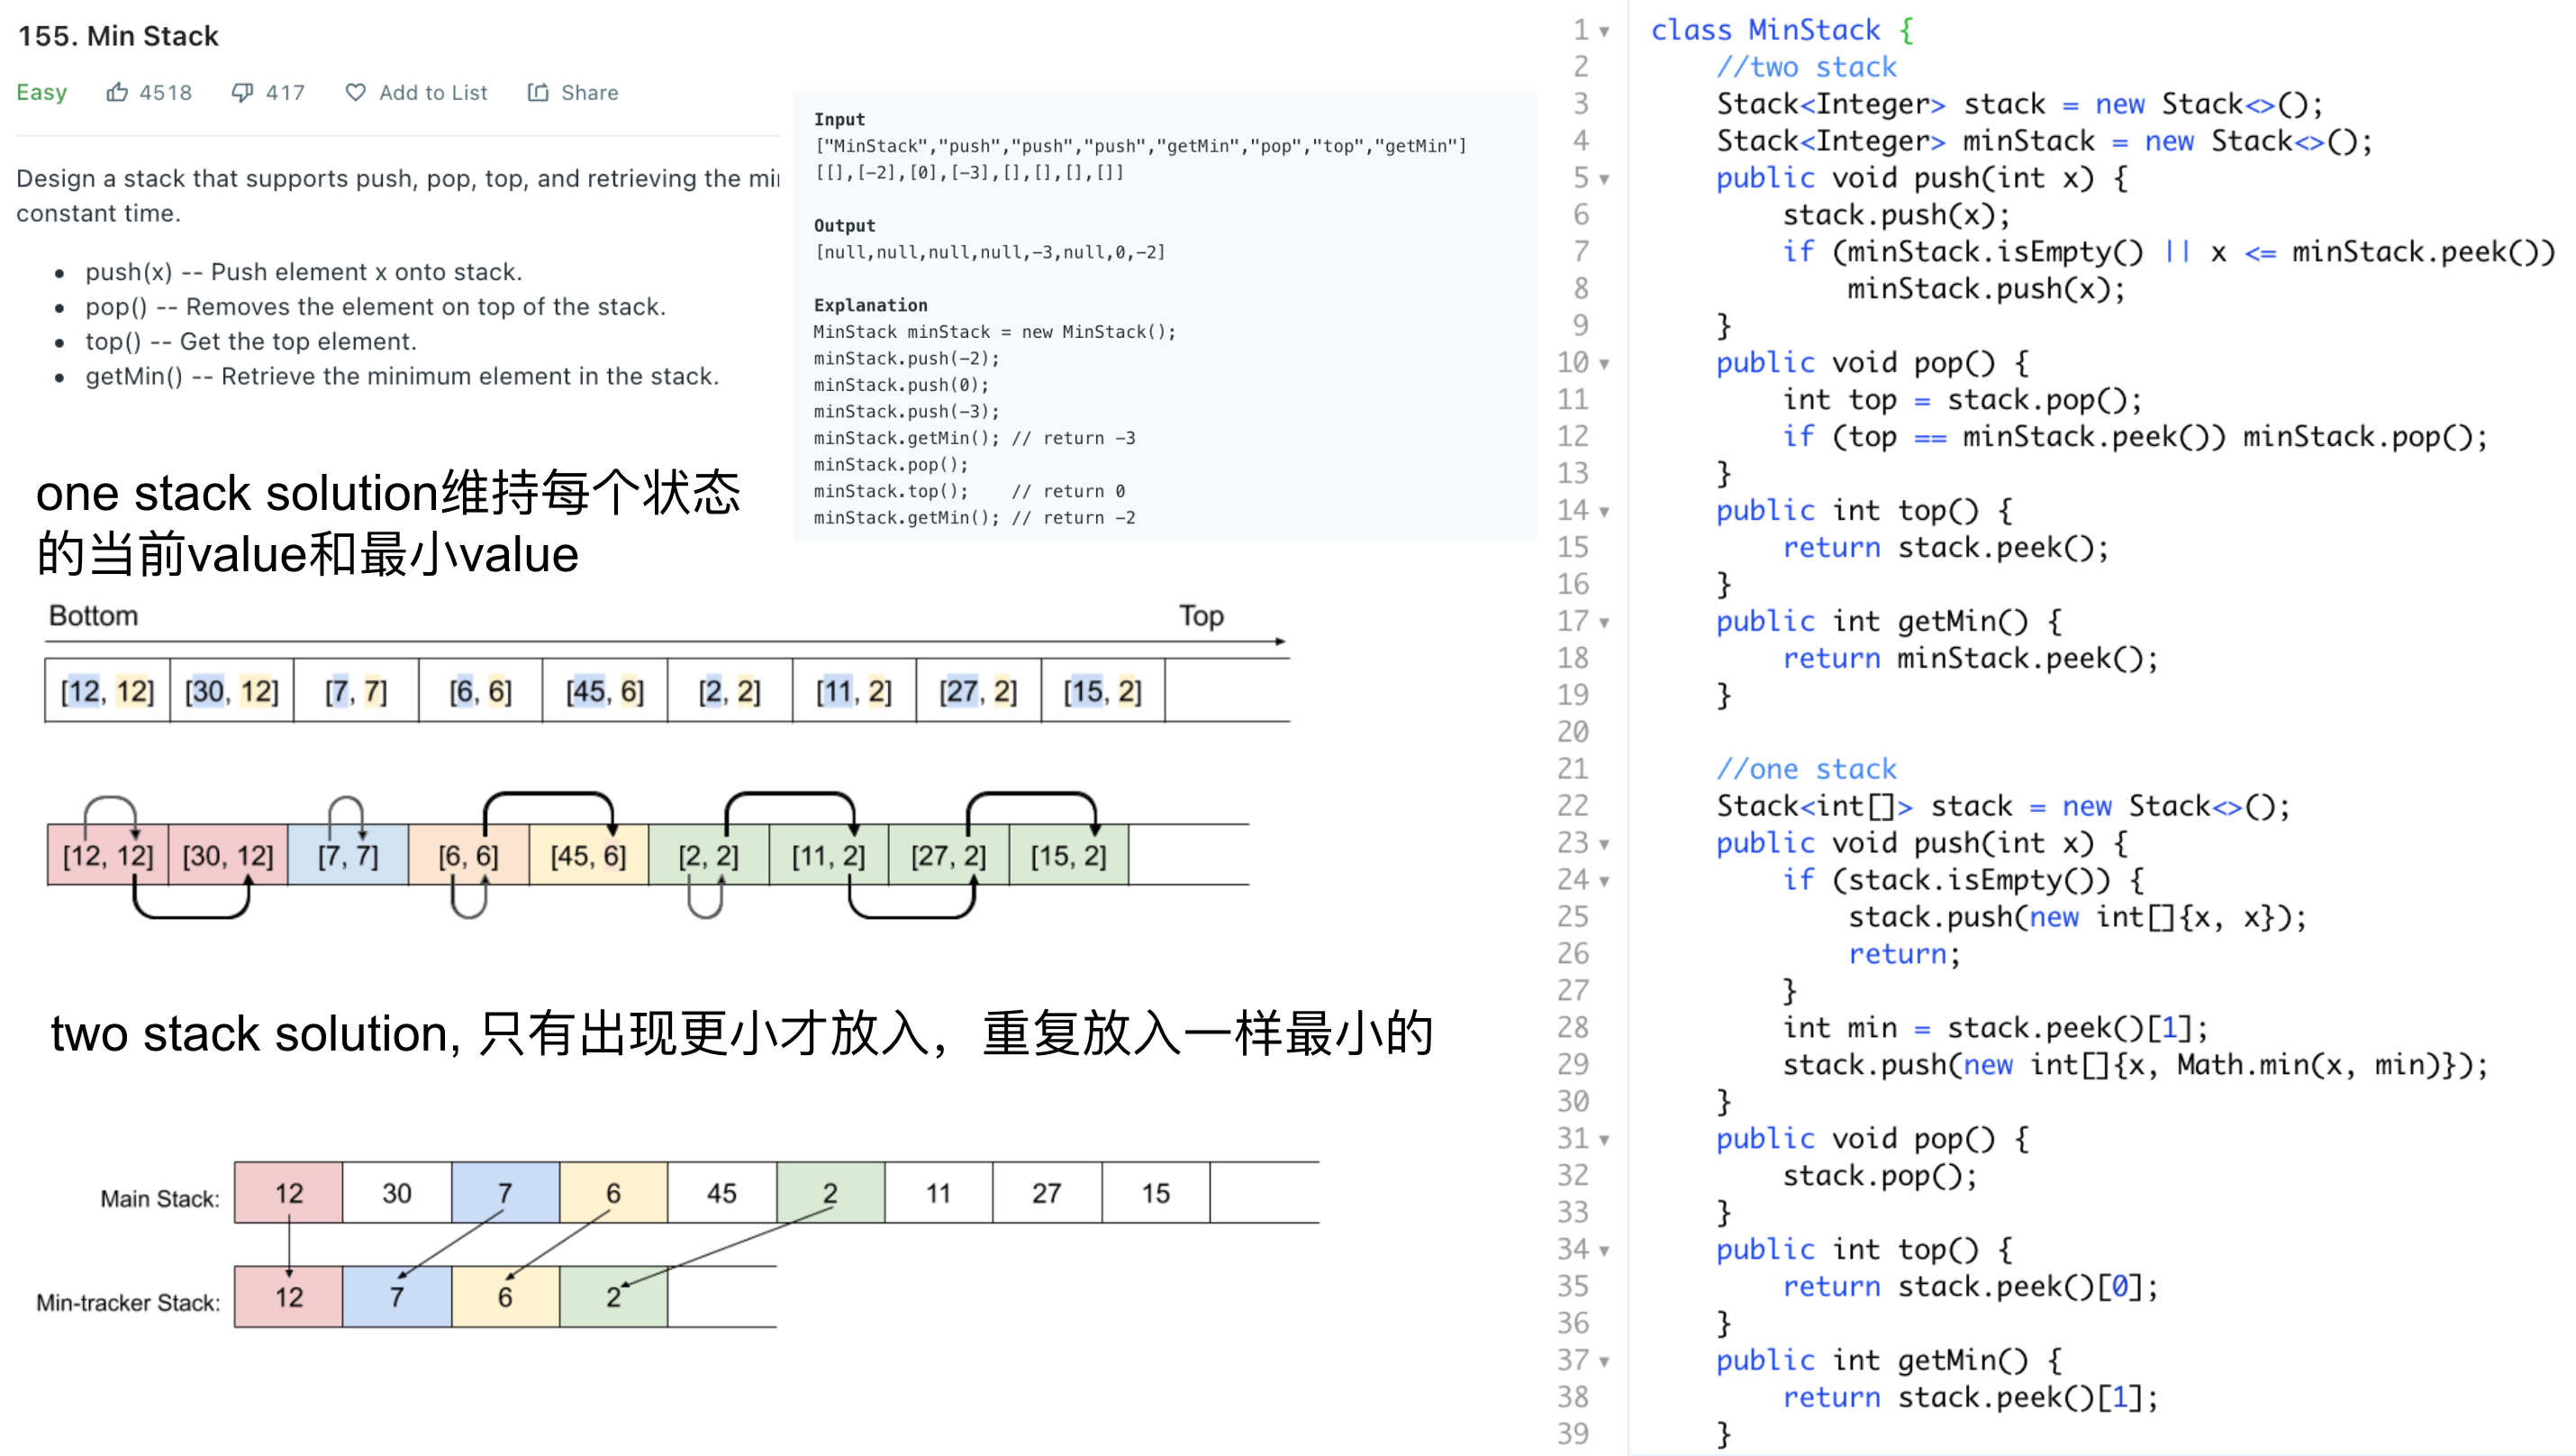 155. Min Stack
Easy 4518 417 Add to List Share
Design a stack that supports push, pop, top, and retrieving the
constant time.
• push(x) -- Push element x onto stack.
• pop() -- Removes the element on top of the stack.
• top() -- Get the top element.
• getMin() -- Retrieve the minimum element in the stack.
Input
["MinStack","push","push","push","getMin","pop","top","getMin"]
[[],[-2],[0],[-3],[],[],[],[]]
Output
[null,null,null,null,-3,null,0,-2]
Explanation
MinStack minStack = new MinStack();
minStack.push(-2);
minStack.push(0);
minStack.push(-3);
minStack.getMin(); // return -3
minStack.pop();
minStack.top();    // return 0
minStack.getMin(); // return -2
one stack solution维持每个状态
的当前value和最小value
Bottom Top
[12, 12] [30, 12] [7, 7] [6, 6] [45, 6] [2, 2] [11, 2] [27, 2] [15, 2]
[12, 12] [30, 12] [7, 7] [6, 6] [45, 6] [2, 2] [11, 2] [27, 2] [15, 2]
two stack solution, 只有出现更小才放入，重复放入一样最小的
Main Stack: 12 30 7 6 45 2 11 27 15
Min-tracker Stack: 12 7 6 2
1 class MinStack {
2     //two stack
3     Stack<Integer> stack = new Stack<>();
4     Stack<Integer> minStack = new Stack<>();
5     public void push(int x) {
6         stack.push(x);
7         if (minStack.isEmpty() || x <= minStack.peek())
8             minStack.push(x);
9     }
10     public void pop() {
11         int top = stack.pop();
12         if (top == minStack.peek()) minStack.pop();
13     }
14     public int top() {
15         return stack.peek();
16     }
17     public int getMin() {
18         return minStack.peek();
19     }
20
21     //one stack
22     Stack<int[]> stack = new Stack<>();
23     public void push(int x) {
24         if (stack.isEmpty()) {
25             stack.push(new int[]{x, x});
26             return;
27         }
28         int min = stack.peek()[1];
29         stack.push(new int[]{x, Math.min(x, min)});
30     }
31     public void pop() {
32         stack.pop();
33     }
34     public int top() {
35         return stack.peek()[0];
36     }
37     public int getMin() {
38         return stack.peek()[1];
39     }